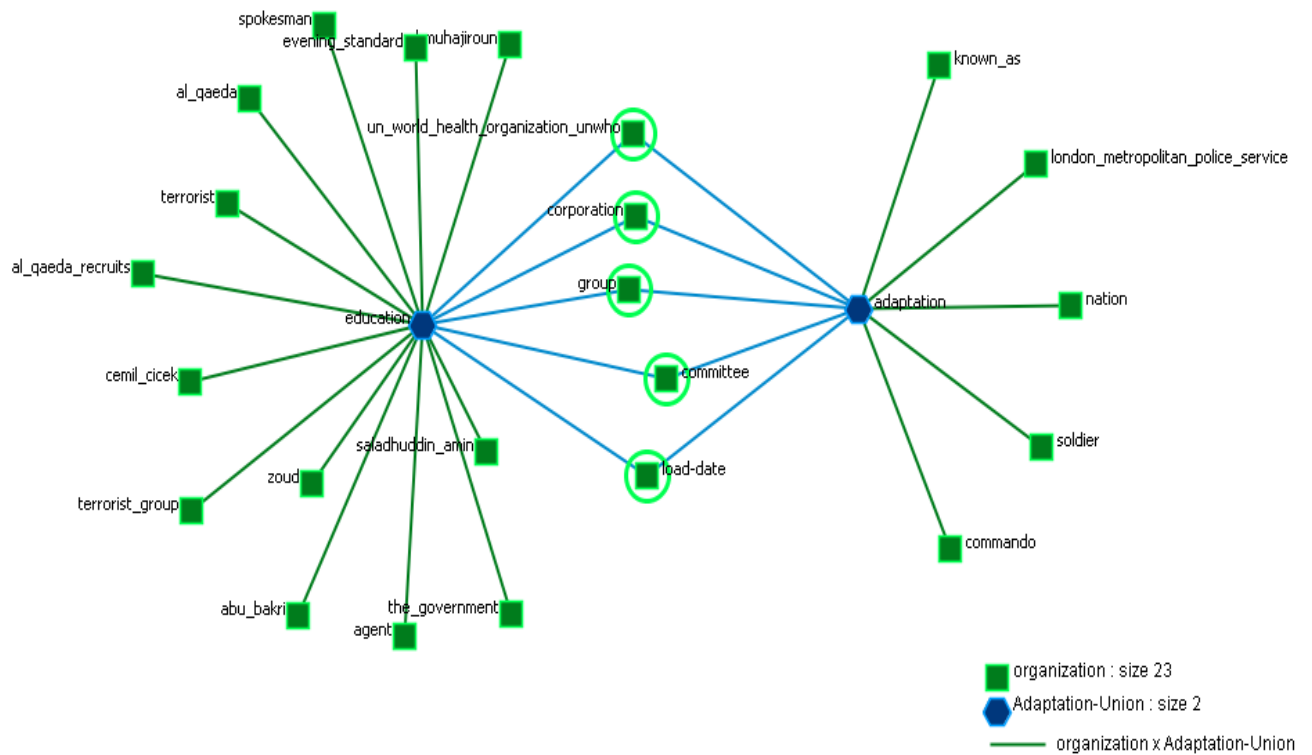 spokesman
evening_standard
muhajiroun
known_as
al_qaeda
un_world_health_organization_unwho
london_metropolitan_police_service
terrorist
corporation
al_qaeda_recruits
group
education
adaptation
nation
cemil_cicek
committee
saladhuddin_amin
soldier
zoud
load-date
terrorist_group
commando
abu_bakri
the_government
agent
organization : size 23
Adaptation-Union : size 2
organization x Adaptation-Union